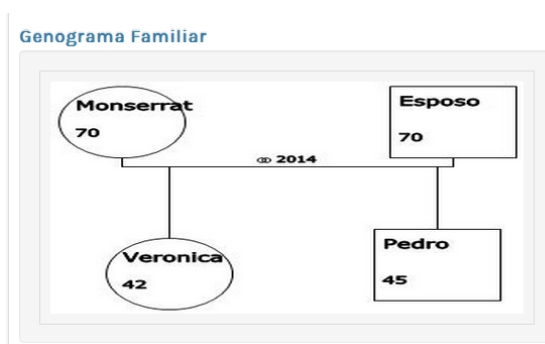 Genograma Familiar
Monserrat
70
Esposo
70
⚭ 2014
Veronica
42
Pedro
45